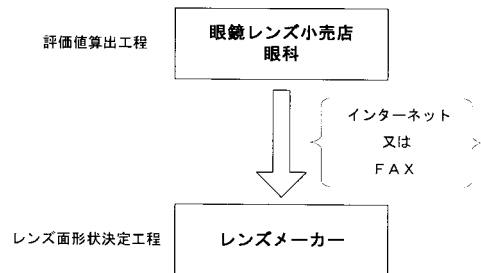 評価値算出工程
眼鏡レンズ小売店
眼科
インターネット
又は
FAX
レンズ面形状決定工程
レンズメーカー